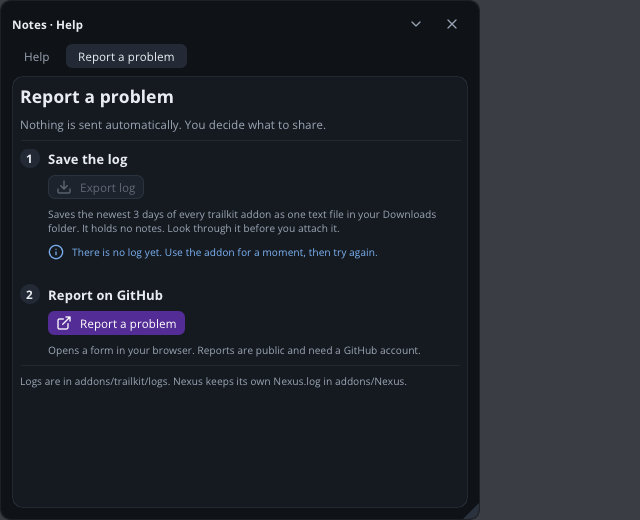 Notes · Help
Help
Report a problem
Report a problem
Nothing is sent automatically. You decide what to share.
1
Save the log
Export log
Saves the newest 3 days of every trailkit addon as one text file in your Downloads
folder. It holds no notes. Look through it before you attach it.
There is no log yet. Use the addon for a moment, then try again.
2
Report on GitHub
Report a problem
Opens a form in your browser. Reports are public and need a GitHub account.
Logs are in addons/trailkit/logs. Nexus keeps its own Nexus.log in addons/Nexus.